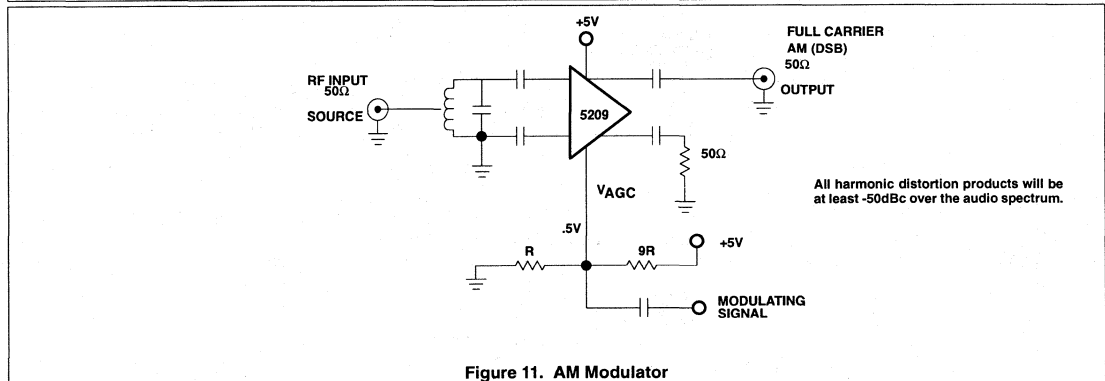 +5V
FULL CARRIER
AM (DSB)
50Ω
OUTPUT
RF INPUT
50Ω
SOURCE
5209
50Ω
VAGC
All harmonic distortion products will be
at least -50dBc over the audio spectrum.
.5V
R
9R
+5V
MODULATING
SIGNAL
Figure 11. AM Modulator